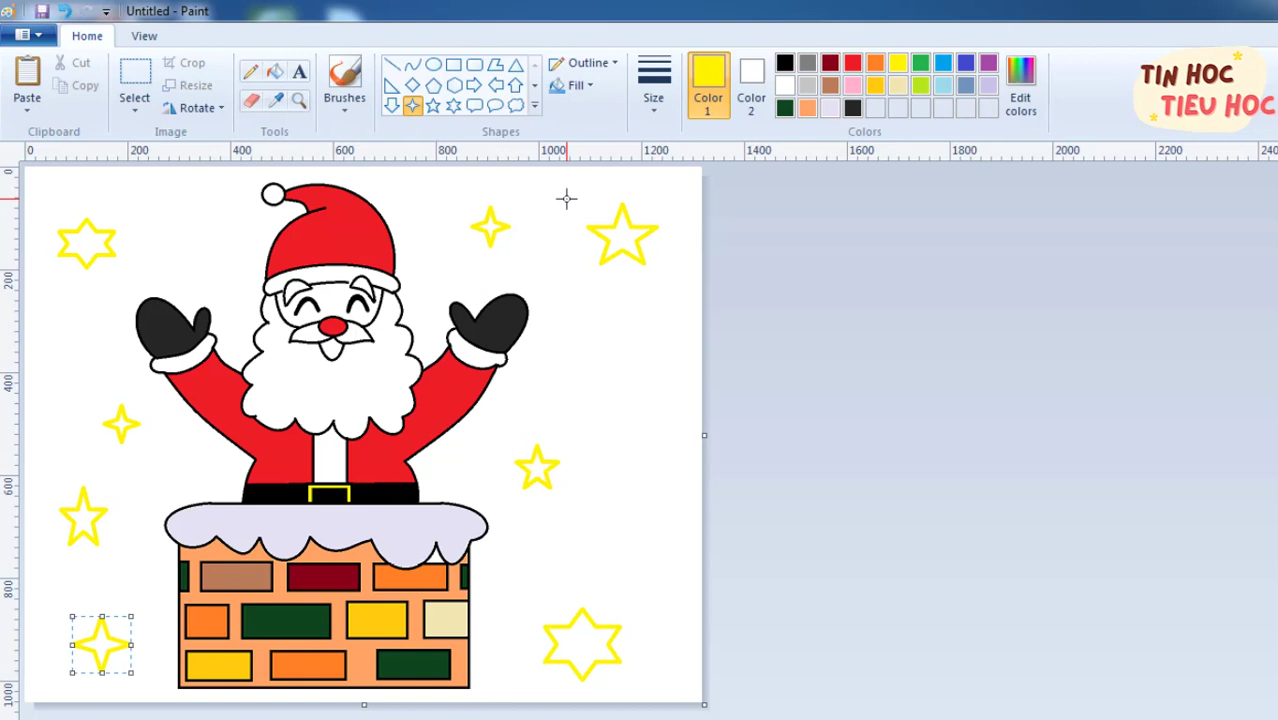 Untitled - Paint
Home View
Paste
Cut
Copy
Clipboard
Select
Crop
Resize
Rotate
Image
A
Tools
Brushes
Outline
Fill
Shapes
Size
Color 1
Color 2
Edit colors
Colors
TIN HOC
TIEU HOC
0 200 400 600 800 1000 1200 1400 1600 1800 2000 2200 240
0
200
400
600
800
1000